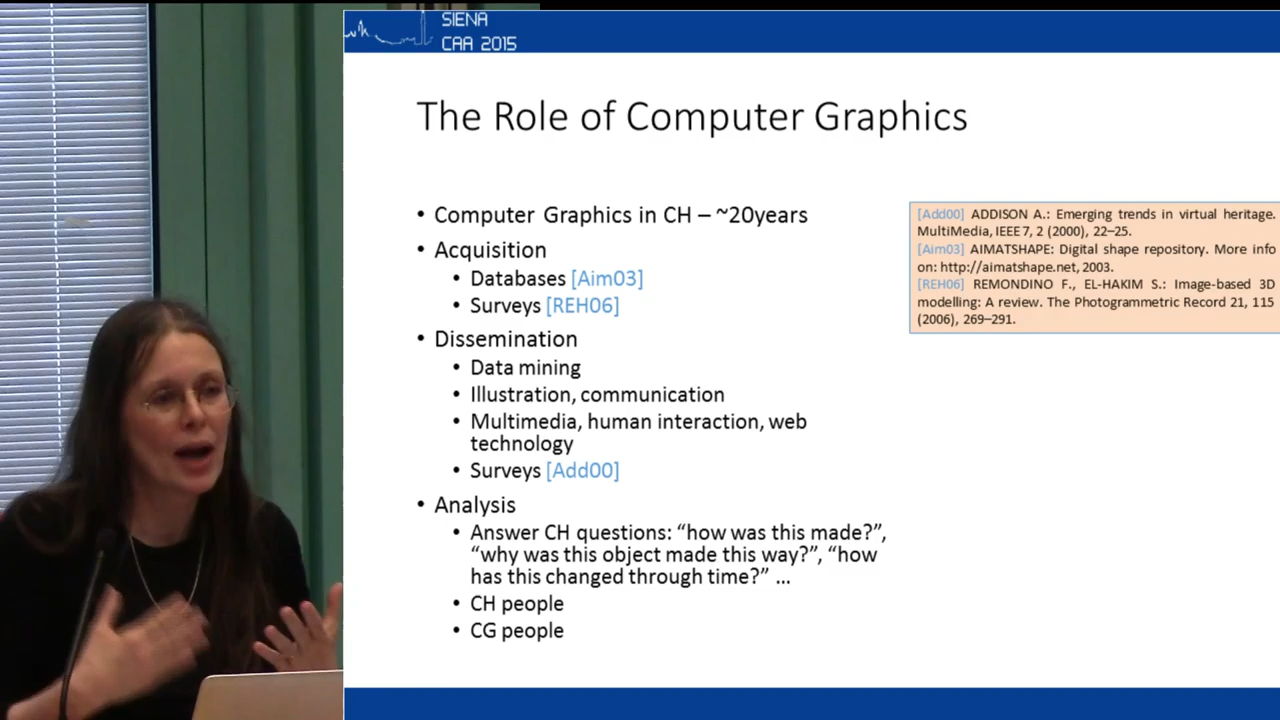 SIENA
CAA 2015
The Role of Computer Graphics
• Computer Graphics in CH – ~20years
• Acquisition
• Databases [Aim03]
• Surveys [REH06]
• Dissemination
• Data mining
• Illustration, communication
• Multimedia, human interaction, web
technology
• Surveys [Add00]
• Analysis
• Answer CH questions: “how was this made?”,
“why was this object made this way?”, “how
has this changed through time?” ...
• CH people
• CG people
[Add00] ADDISON A.: Emerging trends in virtual heritage.
MultiMedia, IEEE 7, 2 (2000), 22–25.
[Aim03] AIMATSHAPE: Digital shape repository. More info
on: http://aimatshape.net, 2003.
[REH06] REMONDINO F., EL-HAKIM S.: Image-based 3D
modelling: A review. The Photogrammetric Record 21, 115
(2006), 269–291.